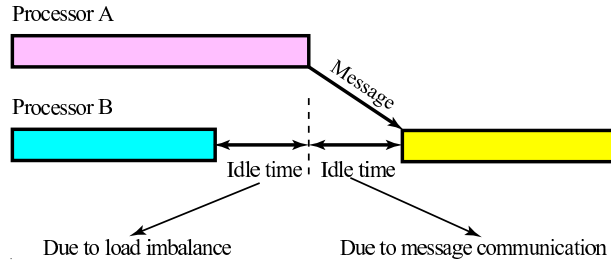 Processor A
Message
Processor B
Idle time
Idle time
Due to load imbalance
Due to message communication